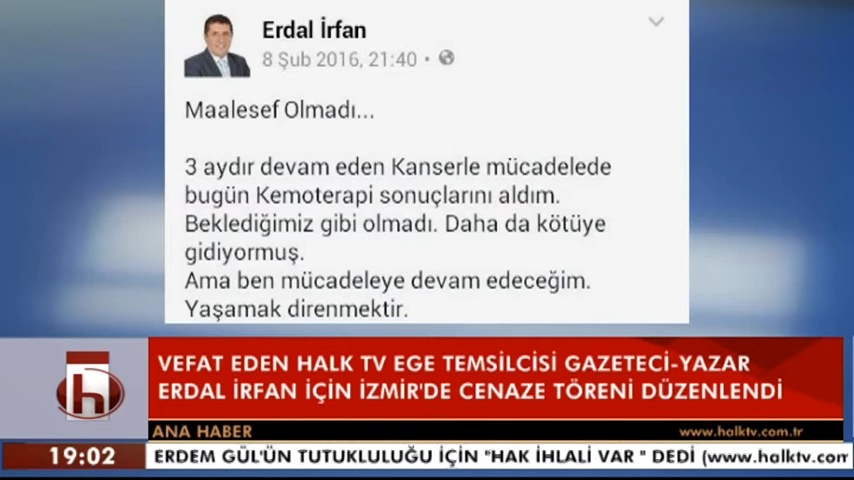 Erdal İrfan
8 Şub 2016, 21:40
Maalesef Olmadı...
3 aydır devam eden Kanserle mücadelede
bugün Kemoterapi sonuçlarını aldım.
Beklediğimiz gibi olmadı. Daha da kötüye
gidiyormuş.
Ama ben mücadeleye devam edeceğim.
Yaşamak direnmektir.
h
VEFAT EDEN HALK TV EGE TEMSİLCİSİ GAZETECİ-YAZAR
ERDAL İRFAN İÇİN İZMİR'DE CENAZE TÖRENİ DÜZENLENDİ
ANA HABER www.halktv.com.tr
19:02 ERDEM GÜL'ÜN TUTUKLULUĞU İÇİN "HAK İHLALİ VAR " DEDİ (www.halktv.com